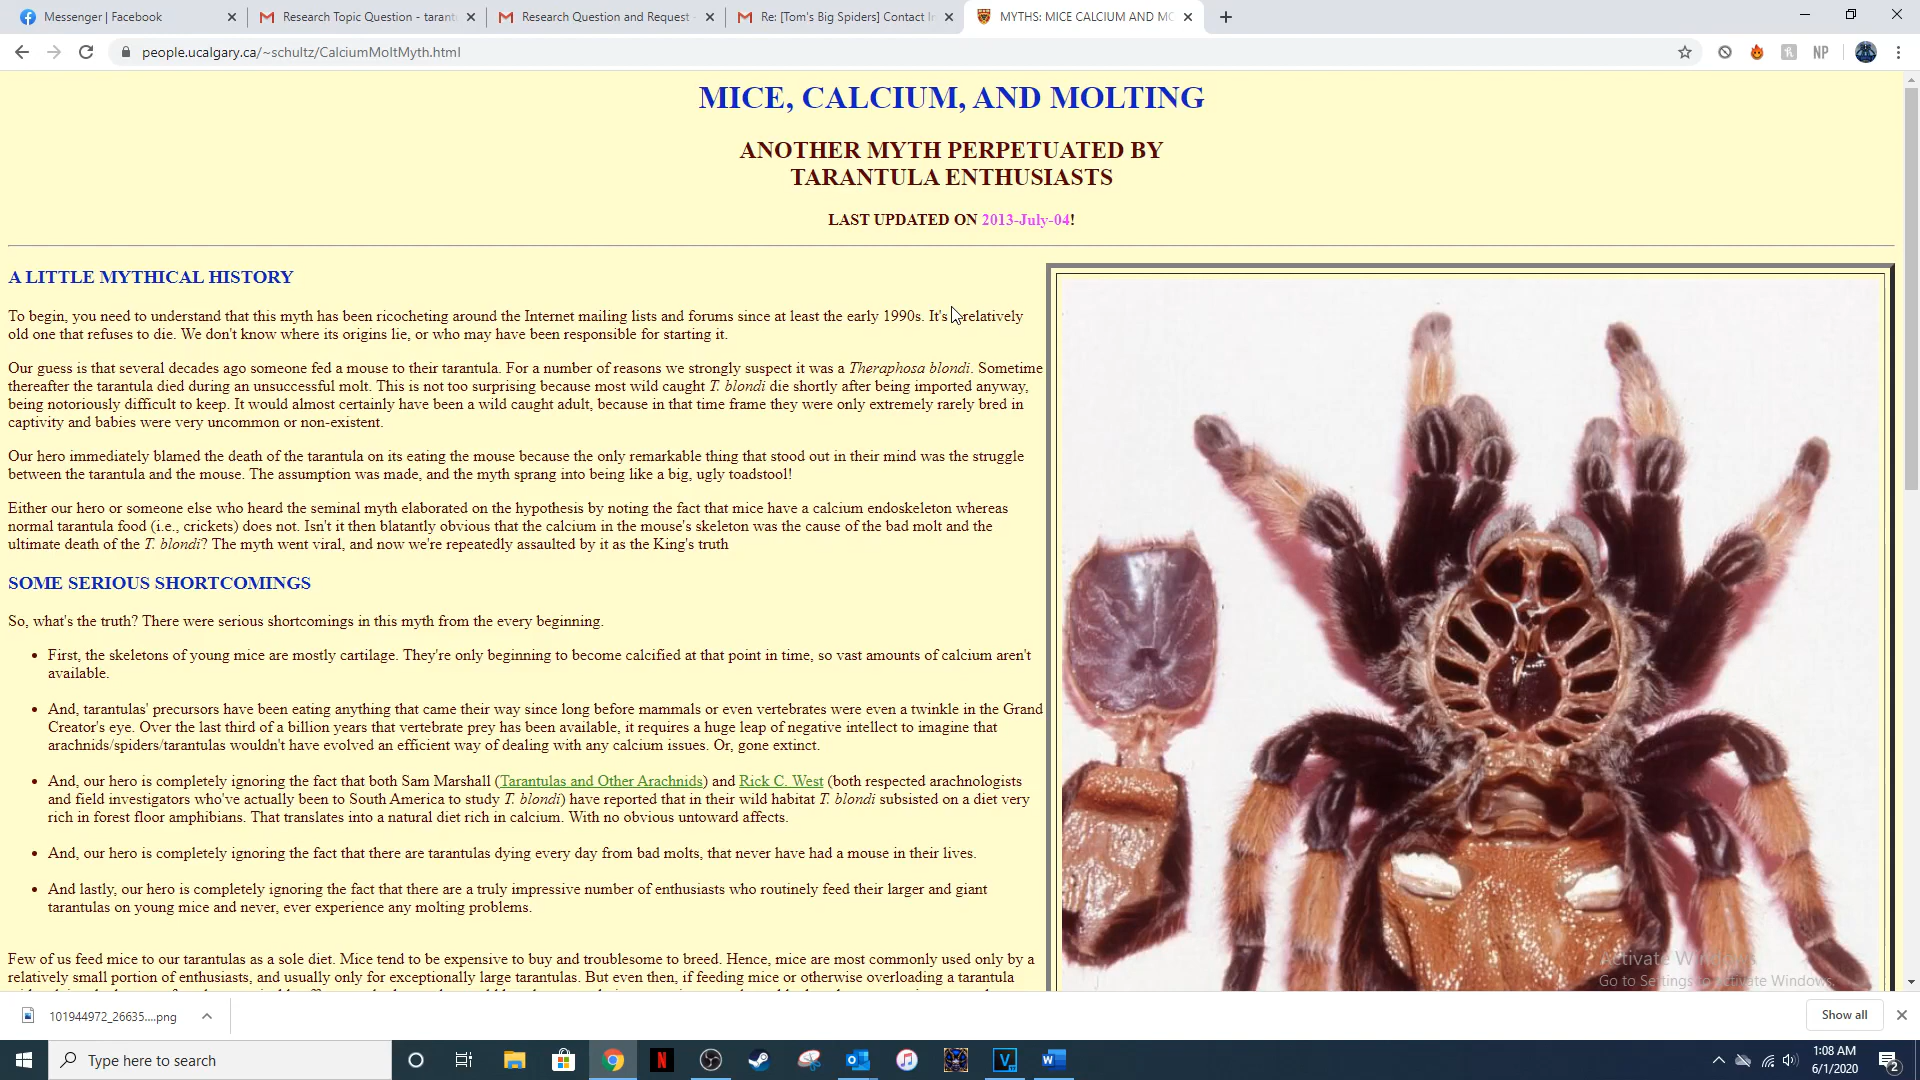 Messenger | Facebook
Research Topic Question - tarant
Research Question and Request -
Re: [Tom's Big Spiders] Contact In
MYTHS: MICE CALCIUM AND MO
people.ucalgary.ca/~schultz/CalciumMoltMyth.html
NP
MICE, CALCIUM, AND MOLTING
ANOTHER MYTH PERPETUATED BY
TARANTULA ENTHUSIASTS
LAST UPDATED ON 2013-July-04!
A LITTLE MYTHICAL HISTORY
To begin, you need to understand that this myth has been ricocheting around the Internet mailing lists and forums since at least the early 1990s. It's relatively
old one that refuses to die. We don't know where its origins lie, or who may have been responsible for starting it.
Our guess is that several decades ago someone fed a mouse to their tarantula. For a number of reasons we strongly suspect it was a Theraphosa blondi. Sometime
thereafter the tarantula died during an unsuccessful molt. This is not too surprising because most wild caught T. blondi die shortly after being imported anyway,
being notoriously difficult to keep. It would almost certainly have been a wild caught adult, because in that time frame they were only extremely rarely bred in
captivity and babies were very uncommon or non-existent.
Our hero immediately blamed the death of the tarantula on its eating the mouse because the only remarkable thing that stood out in their mind was the struggle
between the tarantula and the mouse. The assumption was made, and the myth sprang into being like a big, ugly toadstool!
Either our hero or someone else who heard the seminal myth elaborated on the hypothesis by noting the fact that mice have a calcium endoskeleton whereas
normal tarantula food (i.e., crickets) does not. Isn't it then blatantly obvious that the calcium in the mouse's skeleton was the cause of the bad molt and the
ultimate death of the T. blondi? The myth went viral, and now we're repeatedly assaulted by it as the King's truth
SOME SERIOUS SHORTCOMINGS
So, what's the truth? There were serious shortcomings in this myth from the every beginning.
• First, the skeletons of young mice are mostly cartilage. They're only beginning to become calcified at that point in time, so vast amounts of calcium aren't
available.
• And, tarantulas' precursors have been eating anything that came their way since long before mammals or even vertebrates were even a twinkle in the Grand
Creator's eye. Over the last third of a billion years that vertebrate prey has been available, it requires a huge leap of negative intellect to imagine that
arachnids/spiders/tarantulas wouldn't have evolved an efficient way of dealing with any calcium issues. Or, gone extinct.
• And, our hero is completely ignoring the fact that both Sam Marshall (Tarantulas and Other Arachnids) and Rick C. West (both respected arachnologists
and field investigators who've actually been to South America to study T. blondi) have reported that in their wild habitat T. blondi subsisted on a diet very
rich in forest floor amphibians. That translates into a natural diet rich in calcium. With no obvious untoward affects.
• And, our hero is completely ignoring the fact that there are tarantulas dying every day from bad molts, that never have had a mouse in their lives.
• And lastly, our hero is completely ignoring the fact that there are a truly impressive number of enthusiasts who routinely feed their larger and giant
tarantulas on young mice and never, ever experience any molting problems.
Few of us feed mice to our tarantulas as a sole diet. Mice tend to be expensive to buy and troublesome to breed. Hence, mice are most commonly used only by a
relatively small portion of enthusiasts, and usually only for exceptionally large tarantulas. But even then, if feeding mice or otherwise overloading a tarantula
Activate Windows
Go to Settings to activate Windows.
101944972_26635....png
Show all
Type here to search
1:08 AM
6/1/2020
2